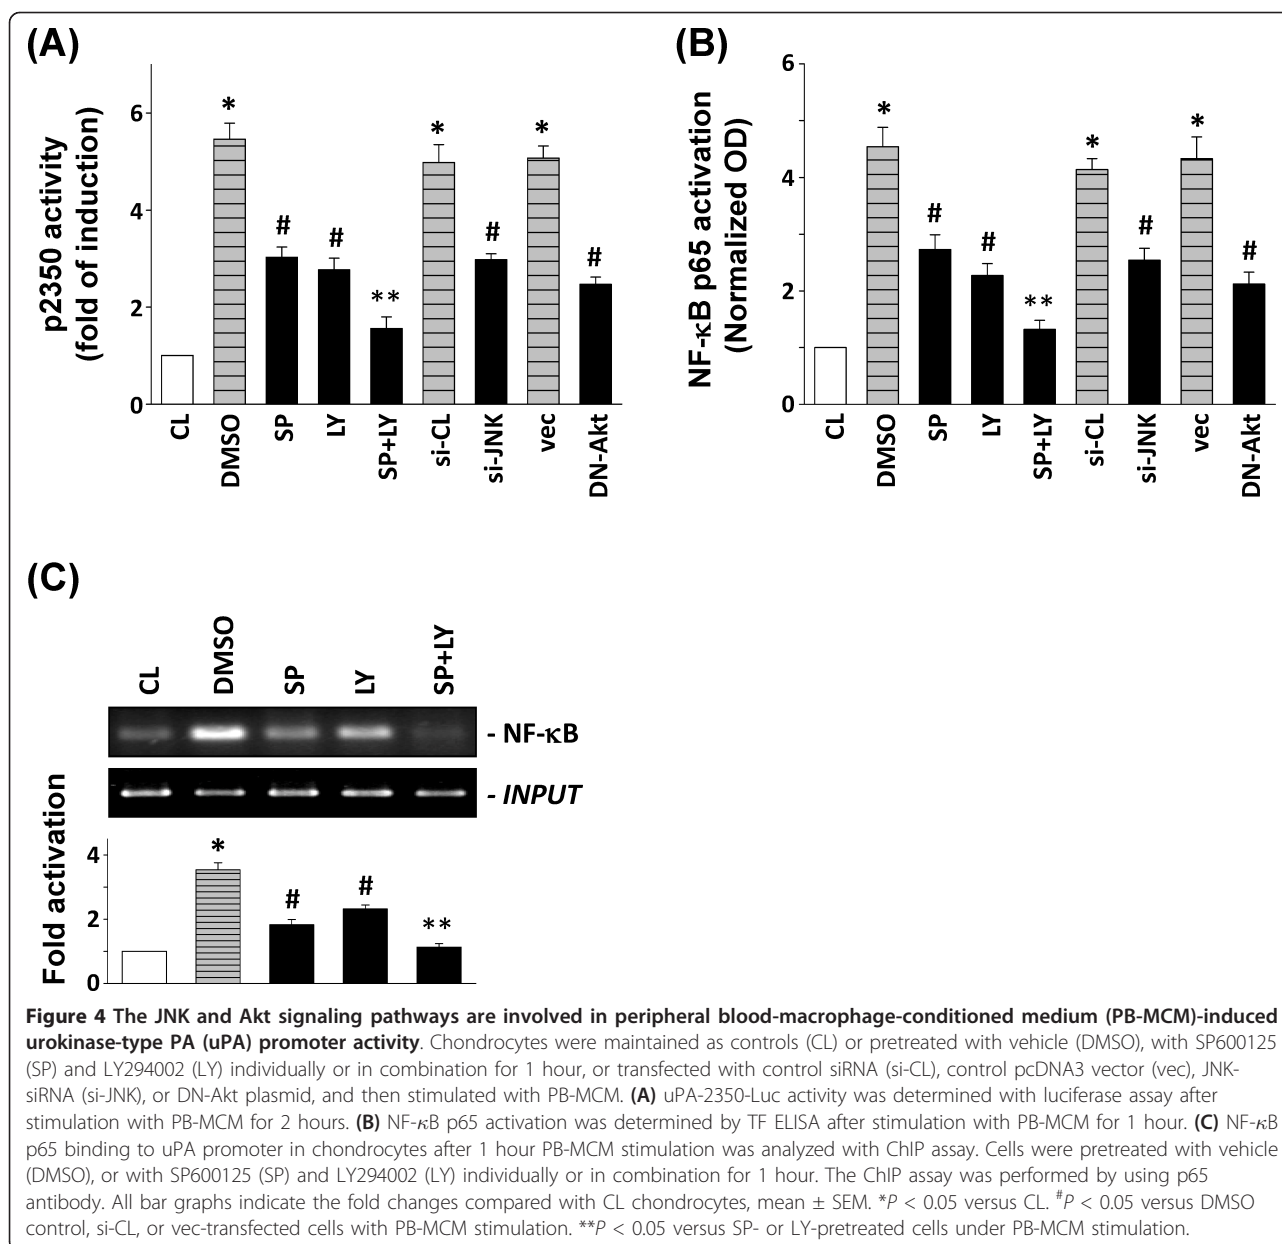 (A)
p2350 activity
(fold of induction)
6
4
2
0
*
#
#
**
*
#
*
#
CL
DMSO
SP
LY
SP+LY
si-CL
si-JNK
vec
DN-Akt
(B)
NF-κB p65 activation
(Normalized OD)
6
4
2
0
*
#
#
**
*
#
*
#
CL
DMSO
SP
LY
SP+LY
si-CL
si-JNK
vec
DN-Akt
(C)
CL
DMSO
SP
LY
SP+LY
- NF-κB
- INPUT
Fold activation
4
2
0
*
#
#
**
Figure 4 The JNK and Akt signaling pathways are involved in peripheral blood-macrophage-conditioned medium (PB-MCM)-induced
urokinase-type PA (uPA) promoter activity. Chondrocytes were maintained as controls (CL) or pretreated with vehicle (DMSO), with SP600125
(SP) and LY294002 (LY) individually or in combination for 1 hour, or transfected with control siRNA (si-CL), control pcDNA3 vector (vec), JNK-
siRNA (si-JNK), or DN-Akt plasmid, and then stimulated with PB-MCM. (A) uPA-2350-Luc activity was determined with luciferase assay after
stimulation with PB-MCM for 2 hours. (B) NF-κB p65 activation was determined by TF ELISA after stimulation with PB-MCM for 1 hour. (C) NF-κB
p65 binding to uPA promoter in chondrocytes after 1 hour PB-MCM stimulation was analyzed with ChIP assay. Cells were pretreated with vehicle
(DMSO), or with SP600125 (SP) and LY294002 (LY) individually or in combination for 1 hour. The ChIP assay was performed by using p65
antibody. All bar graphs indicate the fold changes compared with CL chondrocytes, mean ± SEM. *P < 0.05 versus CL. #P < 0.05 versus DMSO
control, si-CL, or vec-transfected cells with PB-MCM stimulation. **P < 0.05 versus SP- or LY-pretreated cells under PB-MCM stimulation.